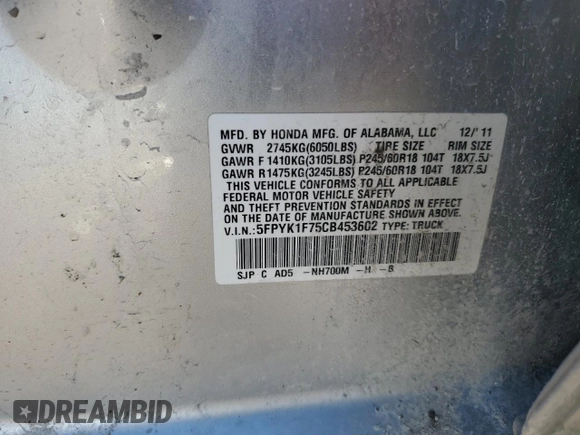 MFD. BY HONDA MFG. OF ALABAMA, LLC 12/'11
GVWR 2745KG(6050LBS) TIRE SIZE RIM SIZE
GAWR F 1410KG(3105LBS) P245/60R18 104T 18X7.5J
GAWR R1475KG(3245LBS) P245/60R18 104T 18X7.5J
THIS VEHICLE CONFORMS TO ALL APPLICABLE
FEDERAL MOTOR VEHICLE SAFETY
AND THEFT PREVENTION STANDARDS IN EFFECT
ON THE DATE OF MANUFACTURE SHOWN ABOVE.
V.I.N.: 5FPYK1F75CB453602 TYPE: TRUCK
SJP C AD5 -NH700M -H -B
DREAMBID